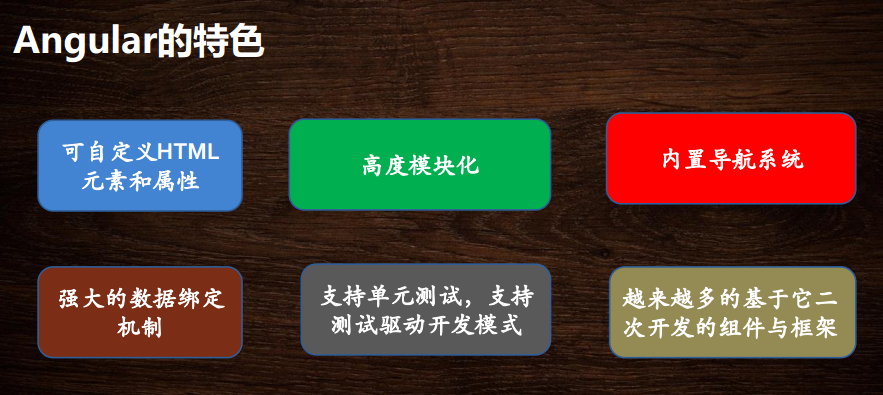 Angular的特色
可自定义HTML
元素和属性
高度模块化
内置导航系统
强大的数据绑定
机制
支持单元测试，支持
测试驱动开发模式
越来越多的基于它二
次开发的组件与框架